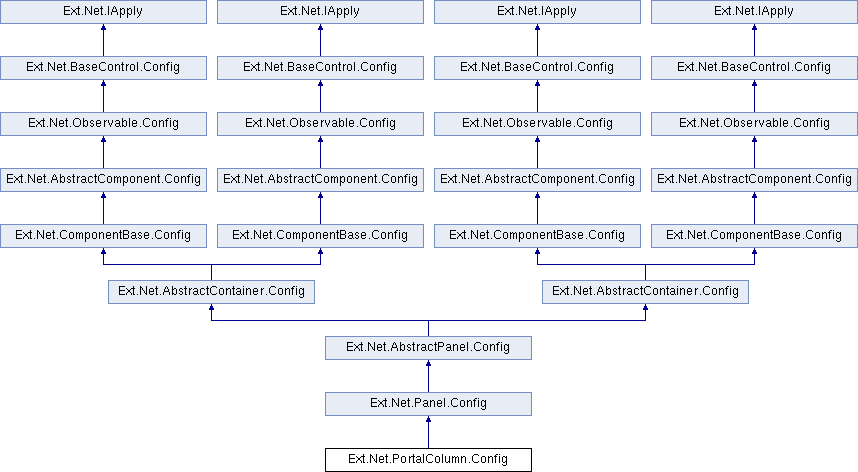 Ext.Net.IApply
Ext.Net.IApply
Ext.Net.IApply
Ext.Net.IApply
Ext.Net.BaseControl.Config
Ext.Net.BaseControl.Config
Ext.Net.BaseControl.Config
Ext.Net.BaseControl.Config
Ext.Net.Observable.Config
Ext.Net.Observable.Config
Ext.Net.Observable.Config
Ext.Net.Observable.Config
Ext.Net.AbstractComponent.Config
Ext.Net.AbstractComponent.Config
Ext.Net.AbstractComponent.Config
Ext.Net.AbstractComponent.Config
Ext.Net.ComponentBase.Config
Ext.Net.ComponentBase.Config
Ext.Net.ComponentBase.Config
Ext.Net.ComponentBase.Config
Ext.Net.AbstractContainer.Config
Ext.Net.AbstractContainer.Config
Ext.Net.AbstractPanel.Config
Ext.Net.Panel.Config
Ext.Net.PortalColumn.Config